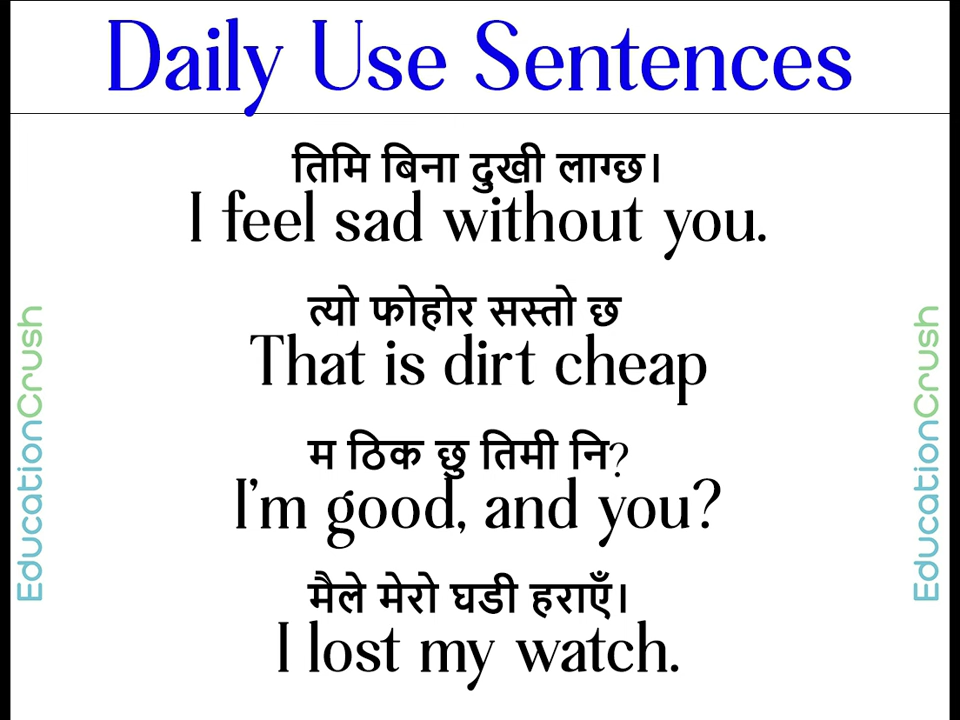 Daily Use Sentences
तिमि बिना दुखी लाग्छ।
I feel sad without you.
त्यो फोहोर सस्तो छ
That is dirt cheap
म ठिक छु तिमी नि?
I'm good, and you?
मैले मेरो घडी हराएँ।
I lost my watch.
EducationCrush
EducationCrush